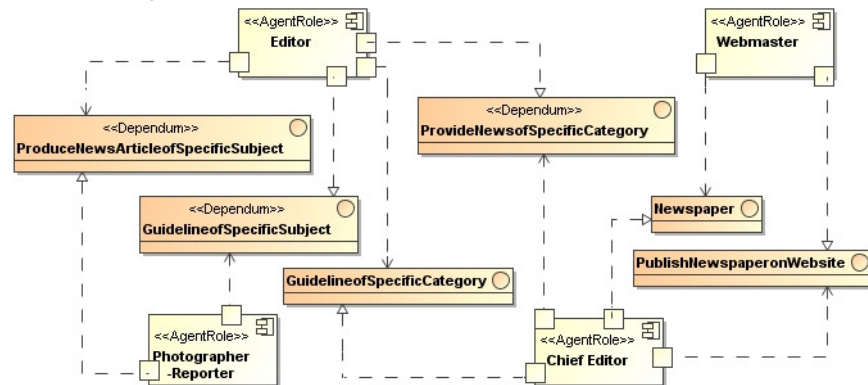 <<AgentRole>>
Editor
<<AgentRole>>
Webmaster
<<Dependum>>
ProduceNewsArticleofSpecificSubject
<<Dependum>>
ProvideNewsofSpecificCategory
<<Dependum>>
GuidelineofSpecificSubject
Newspaper
PublishNewspaperonWebsite
GuidelineofSpecificCategory
<<AgentRole>>
Photographer
-Reporter
<<AgentRole>>
Chief Editor